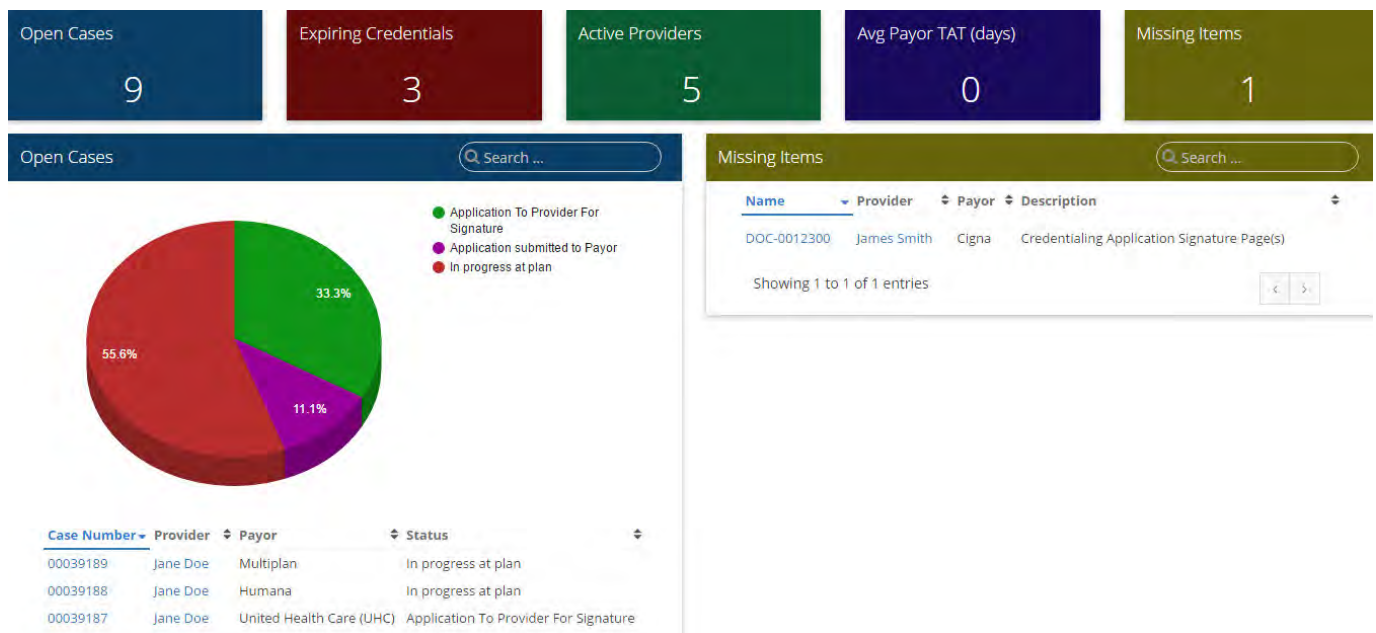 Open Cases
9
Expiring Credentials
3
Active Providers
5
Avg Payor TAT (days)
0
Missing Items
1
Open Cases
Search ...
Application To Provider For
Signature
Application submitted to Payor
In progress at plan
33.3%
55.6%
11.1%
Case Number Provider Payor Status
00039189 Jane Doe Multiplan In progress at plan
00039188 Jane Doe Humana In progress at plan
00039187 Jane Doe United Health Care (UHC) Application To Provider For Signature
Missing Items
Search ...
Name Provider Payor Description
DOC-0012300 James Smith Cigna Credentialing Application Signature Page(s)
Showing 1 to 1 of 1 entries